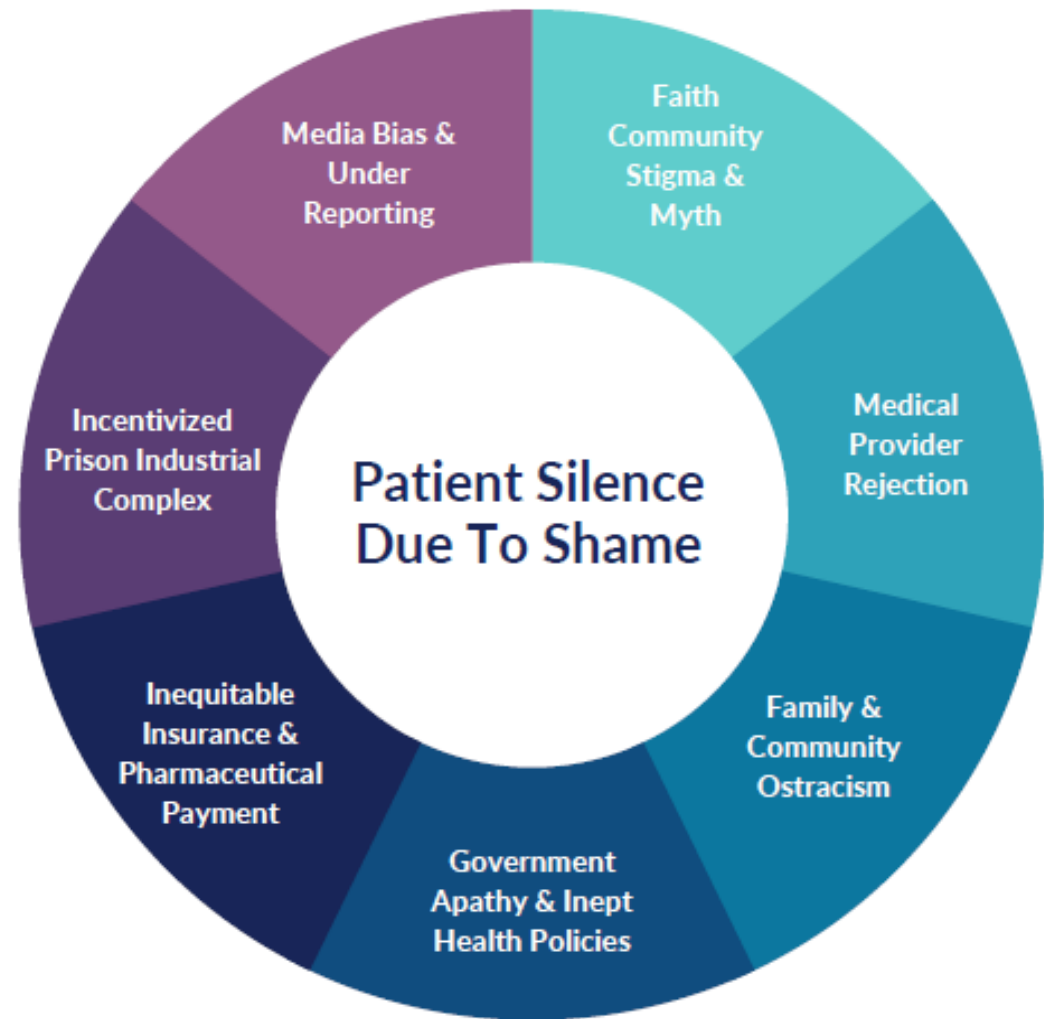 Faith
Community
Stigma &
Myth
Medical
Provider
Rejection
Family &
Community
Ostracism
Government
Apathy & Inept
Health Policies
Inequitable
Insurance &
Pharmaceutical
Payment
Incentivized
Prison Industrial
Complex
Media Bias &
Under
Reporting
Patient Silence
Due To Shame